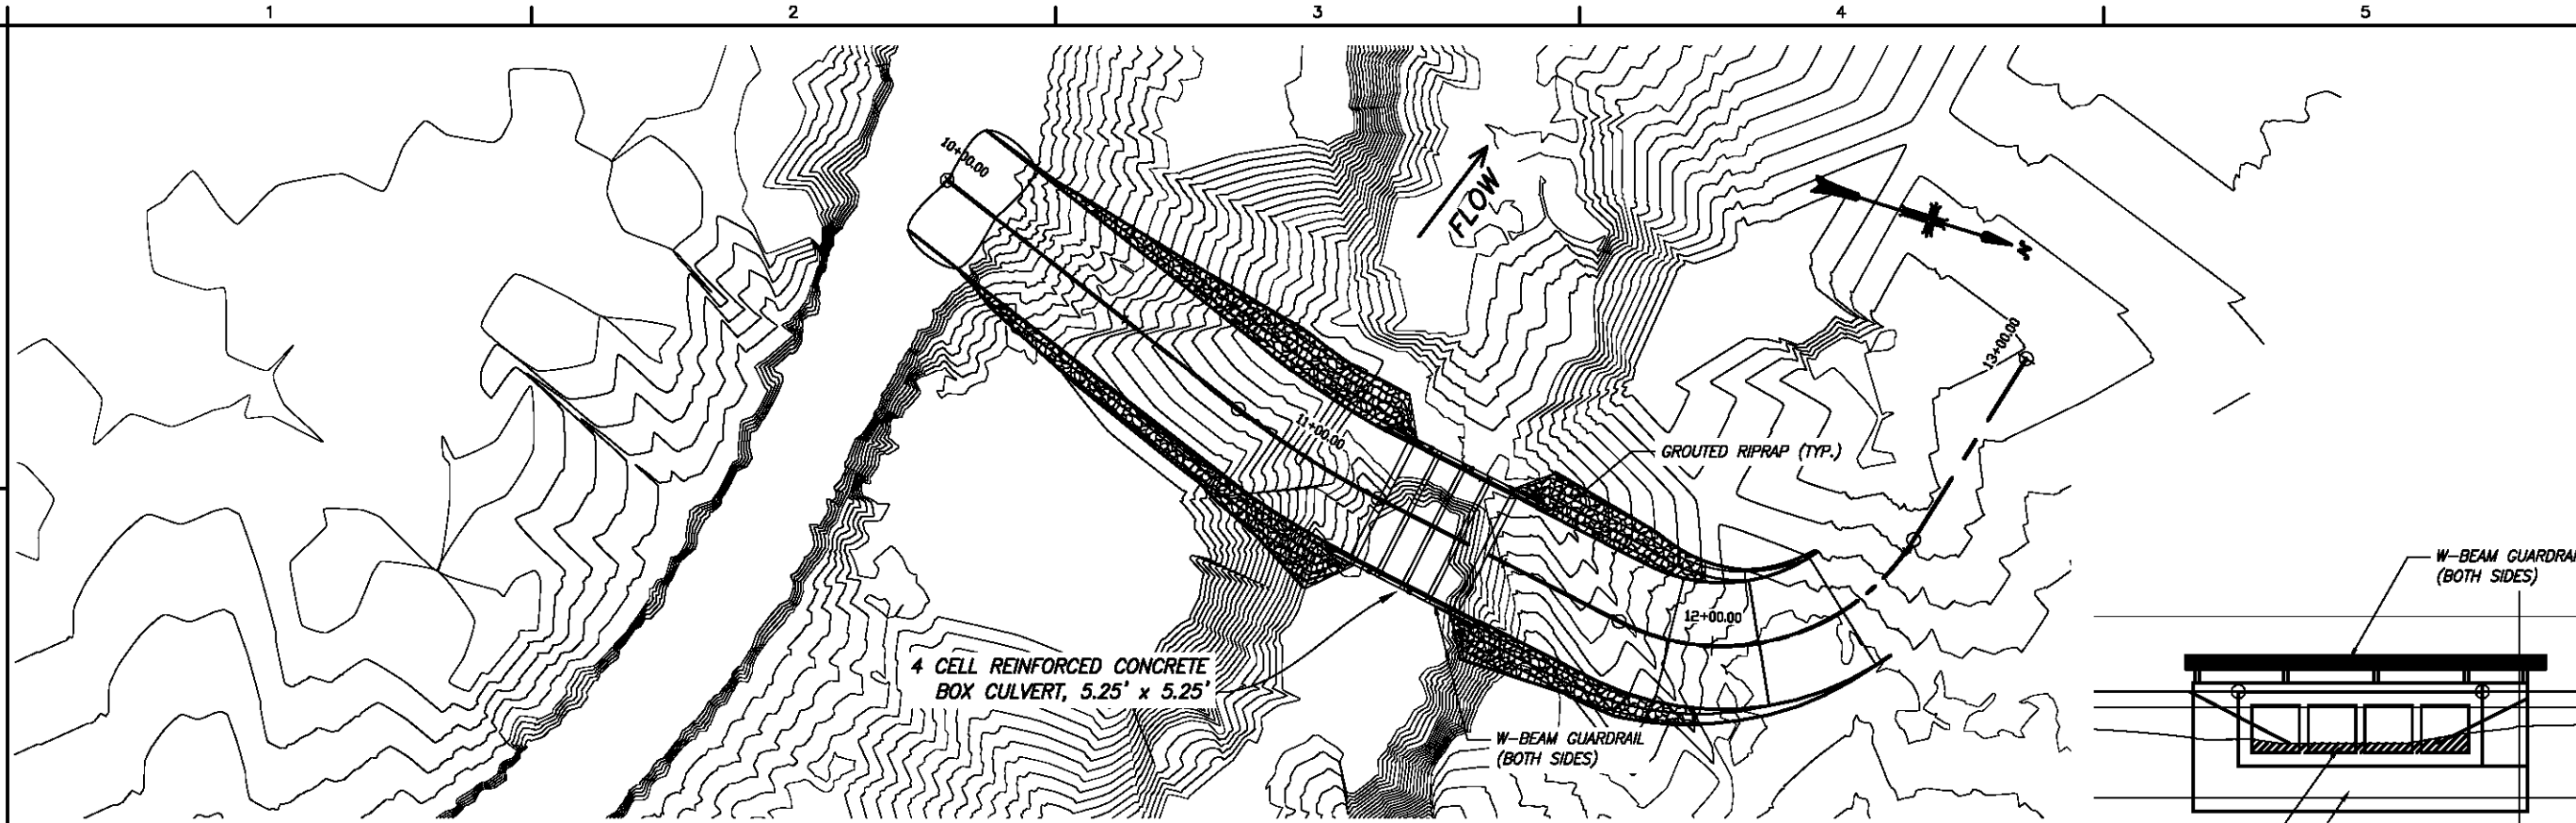 1 2 3 4 5
10+00.00
FLOW
N
13+00.00
11+00.00
GROUTED RIPRAP (TYP.)
W-BEAM GUARDRAI
(BOTH SIDES)
12+00.00
4 CELL REINFORCED CONCRETE
BOX CULVERT, 5.25' x 5.25'
W-BEAM GUARDRAIL
(BOTH SIDES)